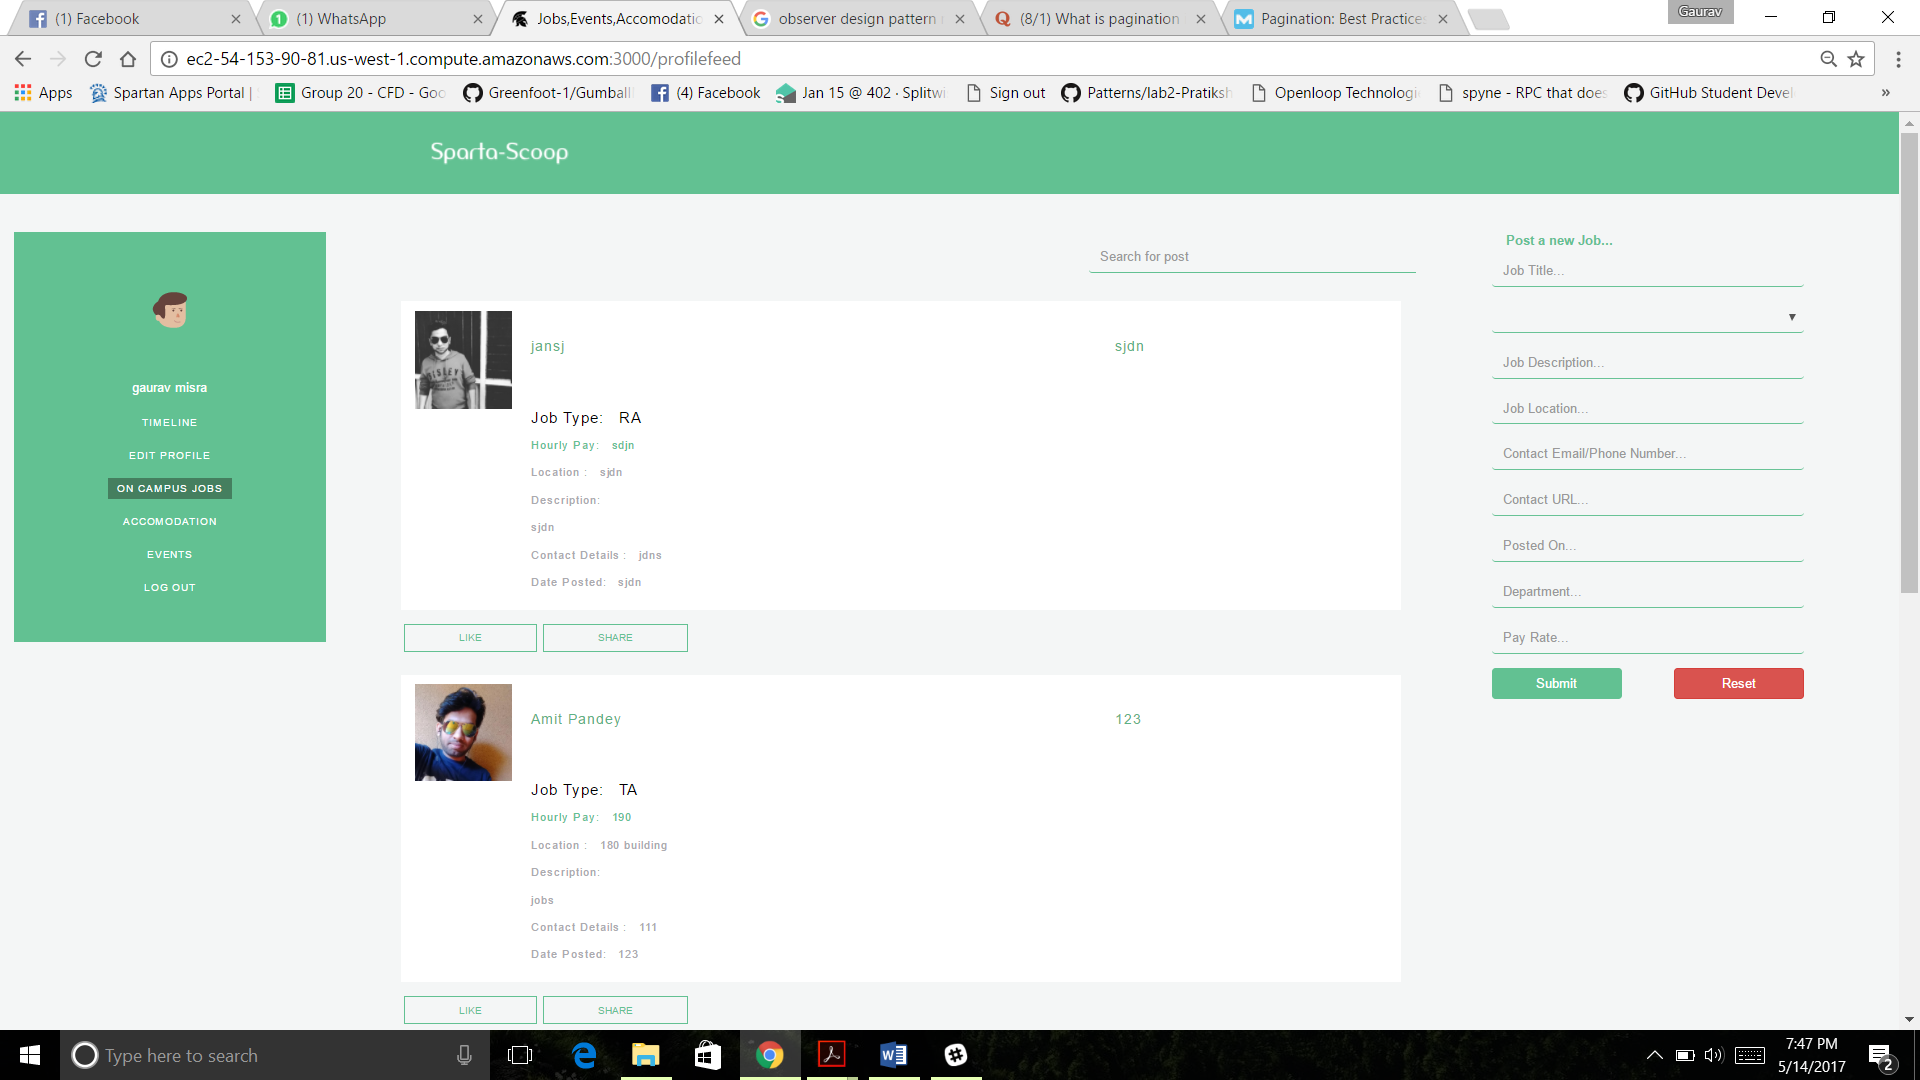 (1) Facebook
(1) WhatsApp
Jobs,Events,Accomodatio
observer design pattern
(8/1) What is pagination
Pagination: Best Practices
Gaurav
ec2-54-153-90-81.us-west-1.compute.amazonaws.com:3000/profilefeed
Apps
Spartan Apps Portal |
Group 20 - CFD - Goo
Greenfoot-1/Gumball
(4) Facebook
Jan 15 @ 402 · Splitwi
Sign out
Patterns/lab2-Pratiksh
Openloop Technologi
spyne - RPC that does
GitHub Student Devel
»
Sparta-Scoop
gaurav misra
TIMELINE
EDIT PROFILE
ON CAMPUS JOBS
ACCOMODATION
EVENTS
LOG OUT
Search for post
jansj
sjdn
Job Type: RA
Hourly Pay: sdjn
Location : sjdn
Description:
sjdn
Contact Details : jdns
Date Posted: sjdn
LIKE
SHARE
Amit Pandey
123
Job Type: TA
Hourly Pay: 190
Location : 180 building
Description:
jobs
Contact Details : 111
Date Posted: 123
LIKE
SHARE
Post a new Job...
Job Title...
Job Description...
Job Location...
Contact Email/Phone Number...
Contact URL...
Posted On...
Department...
Pay Rate...
Submit
Reset
Type here to search
7:47 PM
5/14/2017
2